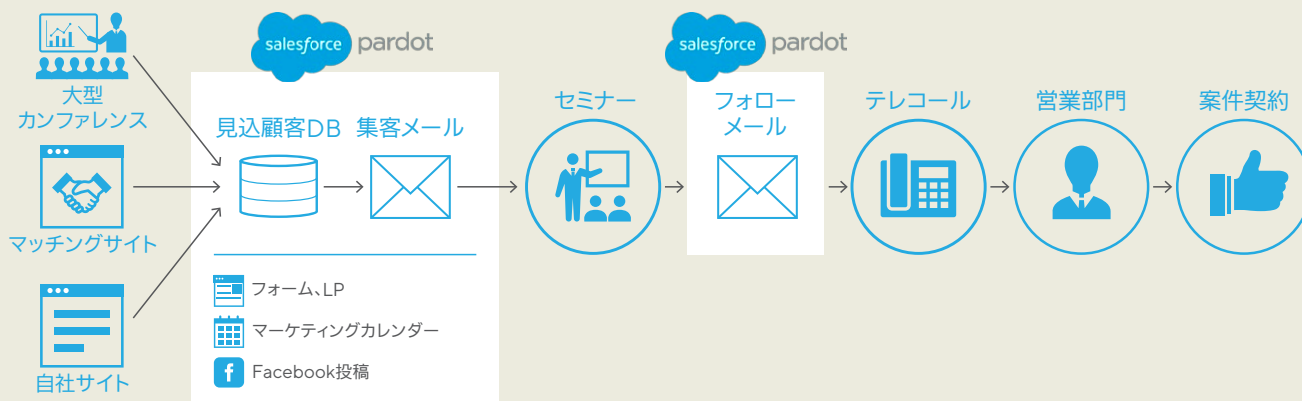 大型
カンファレンス
マッチングサイト
自社サイト
salesforce pardot
見込顧客DB 集客メール
フォーム、LP
マーケティングカレンダー
Facebook投稿
セミナー
salesforce pardot
フォロー
メール
テレコール
営業部門
案件契約